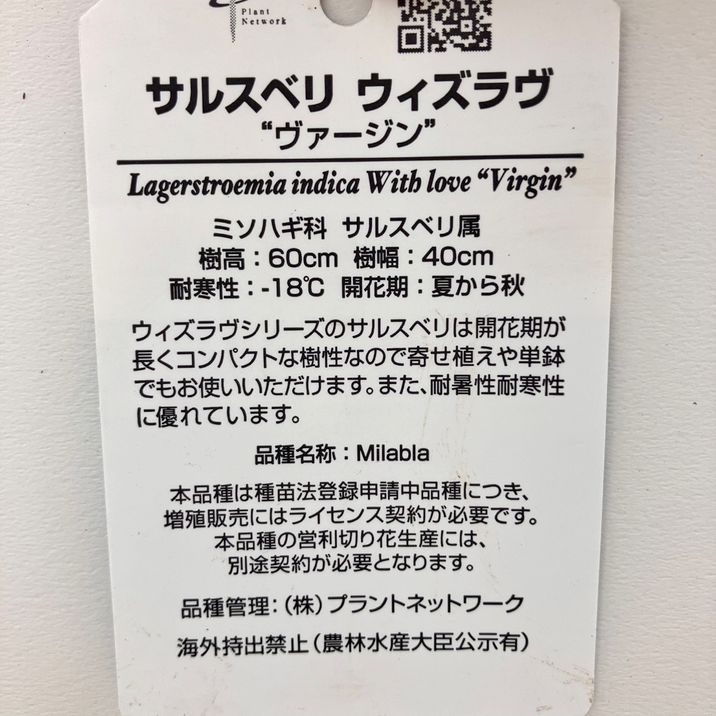 Plant
Network
サルスベリ ウィズラヴ
“ヴァージン”
Lagerstroemia indica With love “Virgin”
ミソハギ科 サルスベリ属
樹高：60cm 樹幅：40cm
耐寒性：-18℃ 開花期：夏から秋
ウィズラヴシリーズのサルスベリは開花期が
長くコンパクトな樹性なので寄せ植えや単鉢
でもお使いいただけます。また、耐暑性耐寒性
に優れています。
品種名称：Milabla
本品種は種苗法登録申請中品種につき、
増殖販売にはライセンス契約が必要です。
本品種の営利切り花生産には、
別途契約が必要となります。
品種管理：（株）プラントネットワーク
海外持出禁止（農林水産大臣公示有）